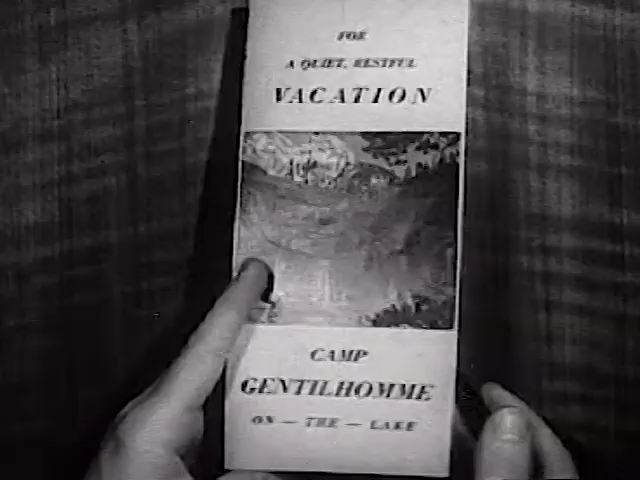 FOR
A QUIET, RESTFUL
VACATION
CAMP
GENTILHOMME
ON — THE — LAKE